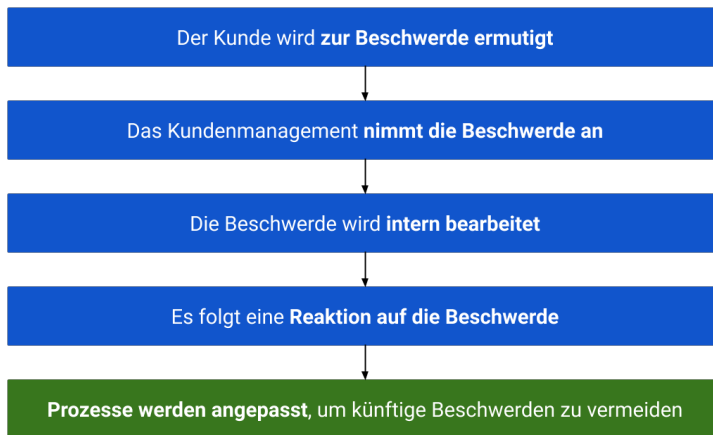 Der Kunde wird zur Beschwerde ermutigt
Das Kundenmanagement nimmt die Beschwerde an
Die Beschwerde wird intern bearbeitet
Es folgt eine Reaktion auf die Beschwerde
Prozesse werden angepasst, um künftige Beschwerden zu vermeiden